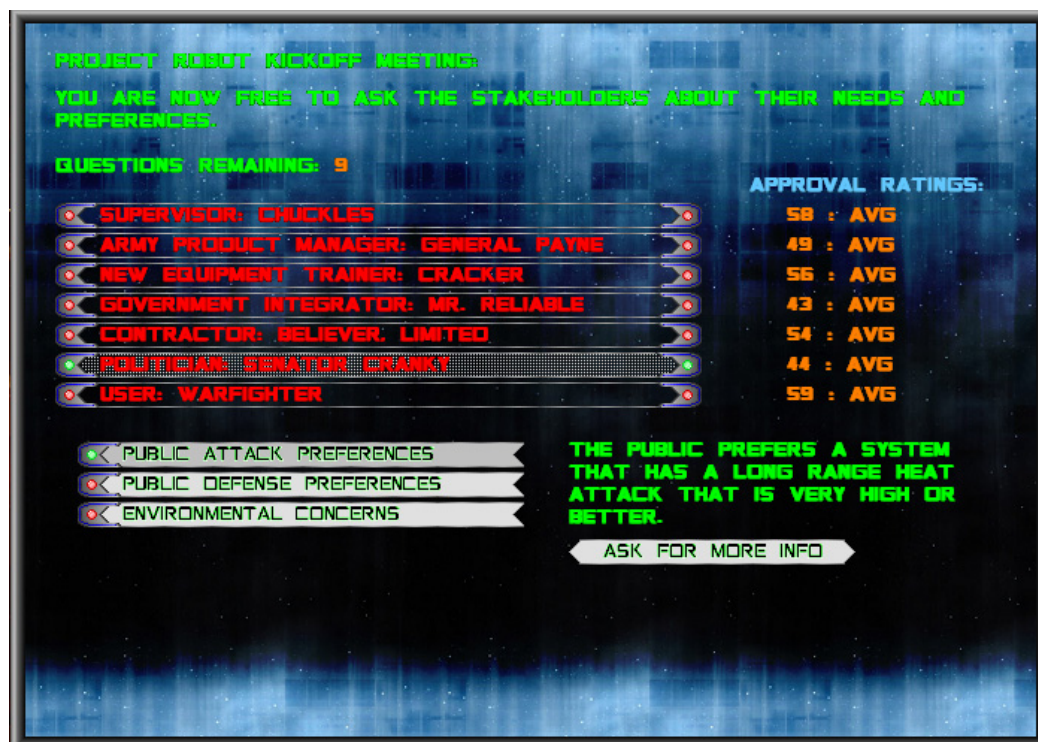 PROJECT ROBOT KICKOFF MEETING:
YOU ARE NOW FREE TO ASK THE STAKEHOLDERS ABOUT THEIR NEEDS AND
PREFERENCES.
QUESTIONS REMAINING: 9
APPROVAL RATINGS:
SUPERVISOR: CHUCKLES 58 : AVG
ARMY PRODUCT MANAGER: GENERAL PAYNE 49 : AVG
NEW EQUIPMENT TRAINER: CRACKER 56 : AVG
GOVERNMENT INTEGRATOR: MR. RELIABLE 43 : AVG
CONTRACTOR: BELIEVER, LIMITED 54 : AVG
POLITICIAN: SENATOR CRANKY 44 : AVG
USER: WARFIGHTER 59 : AVG
PUBLIC ATTACK PREFERENCES
PUBLIC DEFENSE PREFERENCES
ENVIRONMENTAL CONCERNS
THE PUBLIC PREFERS A SYSTEM
THAT HAS A LONG RANGE HEAT
ATTACK THAT IS VERY HIGH OR
BETTER.
ASK FOR MORE INFO